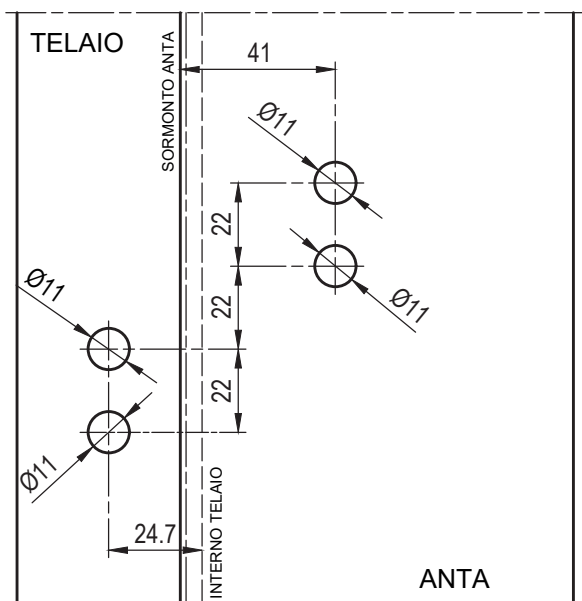 TELAIO
SORMONTO ANTA
41
Ø11
22
Ø11
22
Ø11
22
Ø11
24.7
INTERNO TELAIO
ANTA